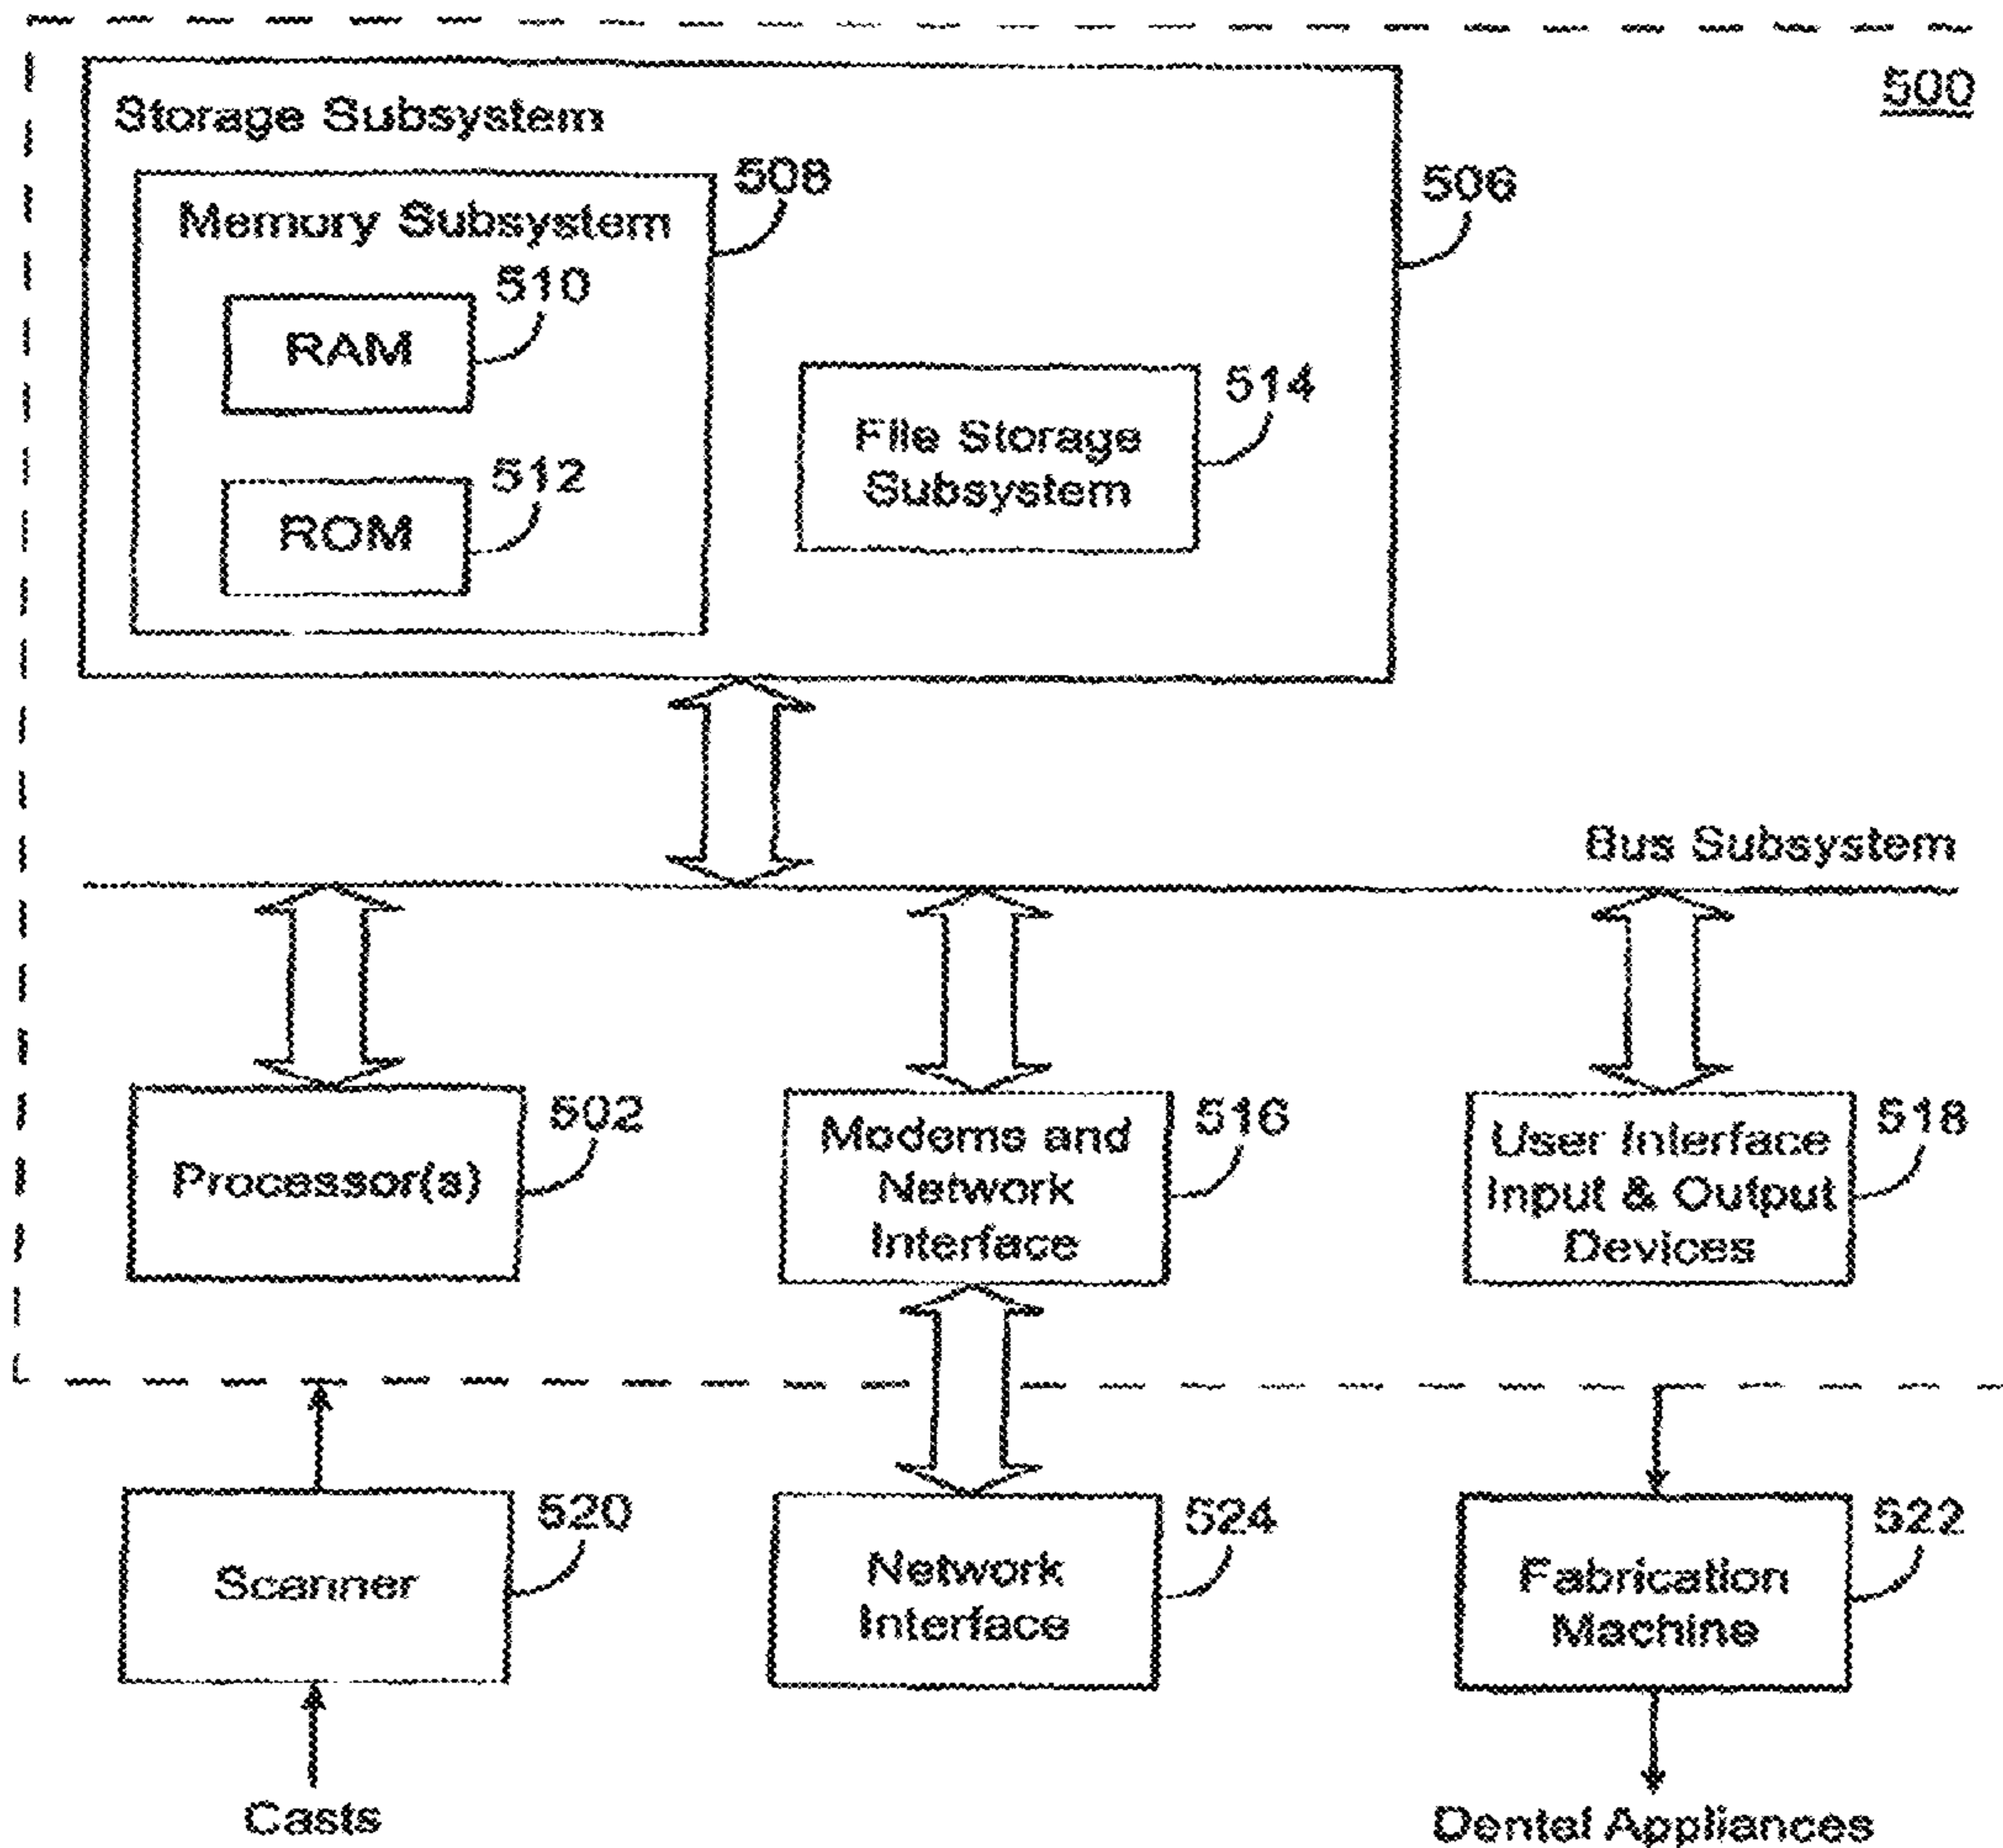 500
Storage Subsystem
508
506
Memory Subsystem
510
RAM
514
File Storage
Subsystem
512
ROM
Bus Subsystem
502
Processor(s)
516
Modems and
Network
Interface
518
User Interface
Input & Output
Devices
520
Scanner
524
Network
Interface
522
Fabrication
Machine
Casts
Dental Appliances